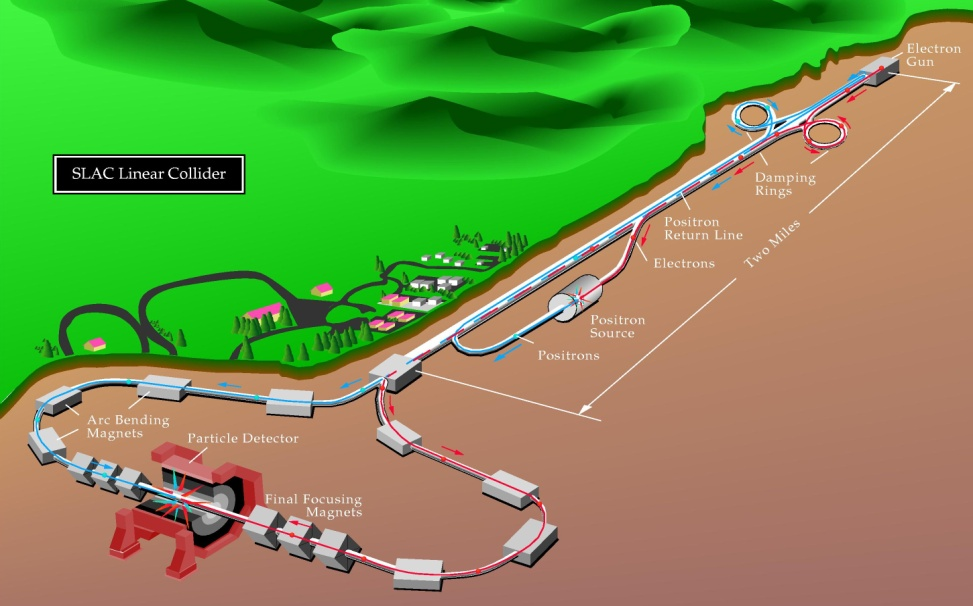 Electron
Gun
SLAC Linear Collider
Damping
Rings
Positron
Return Line
Two Miles
Electrons
Positron
Source
Positrons
Arc Bending
Magnets
Particle Detector
Final Focusing
Magnets